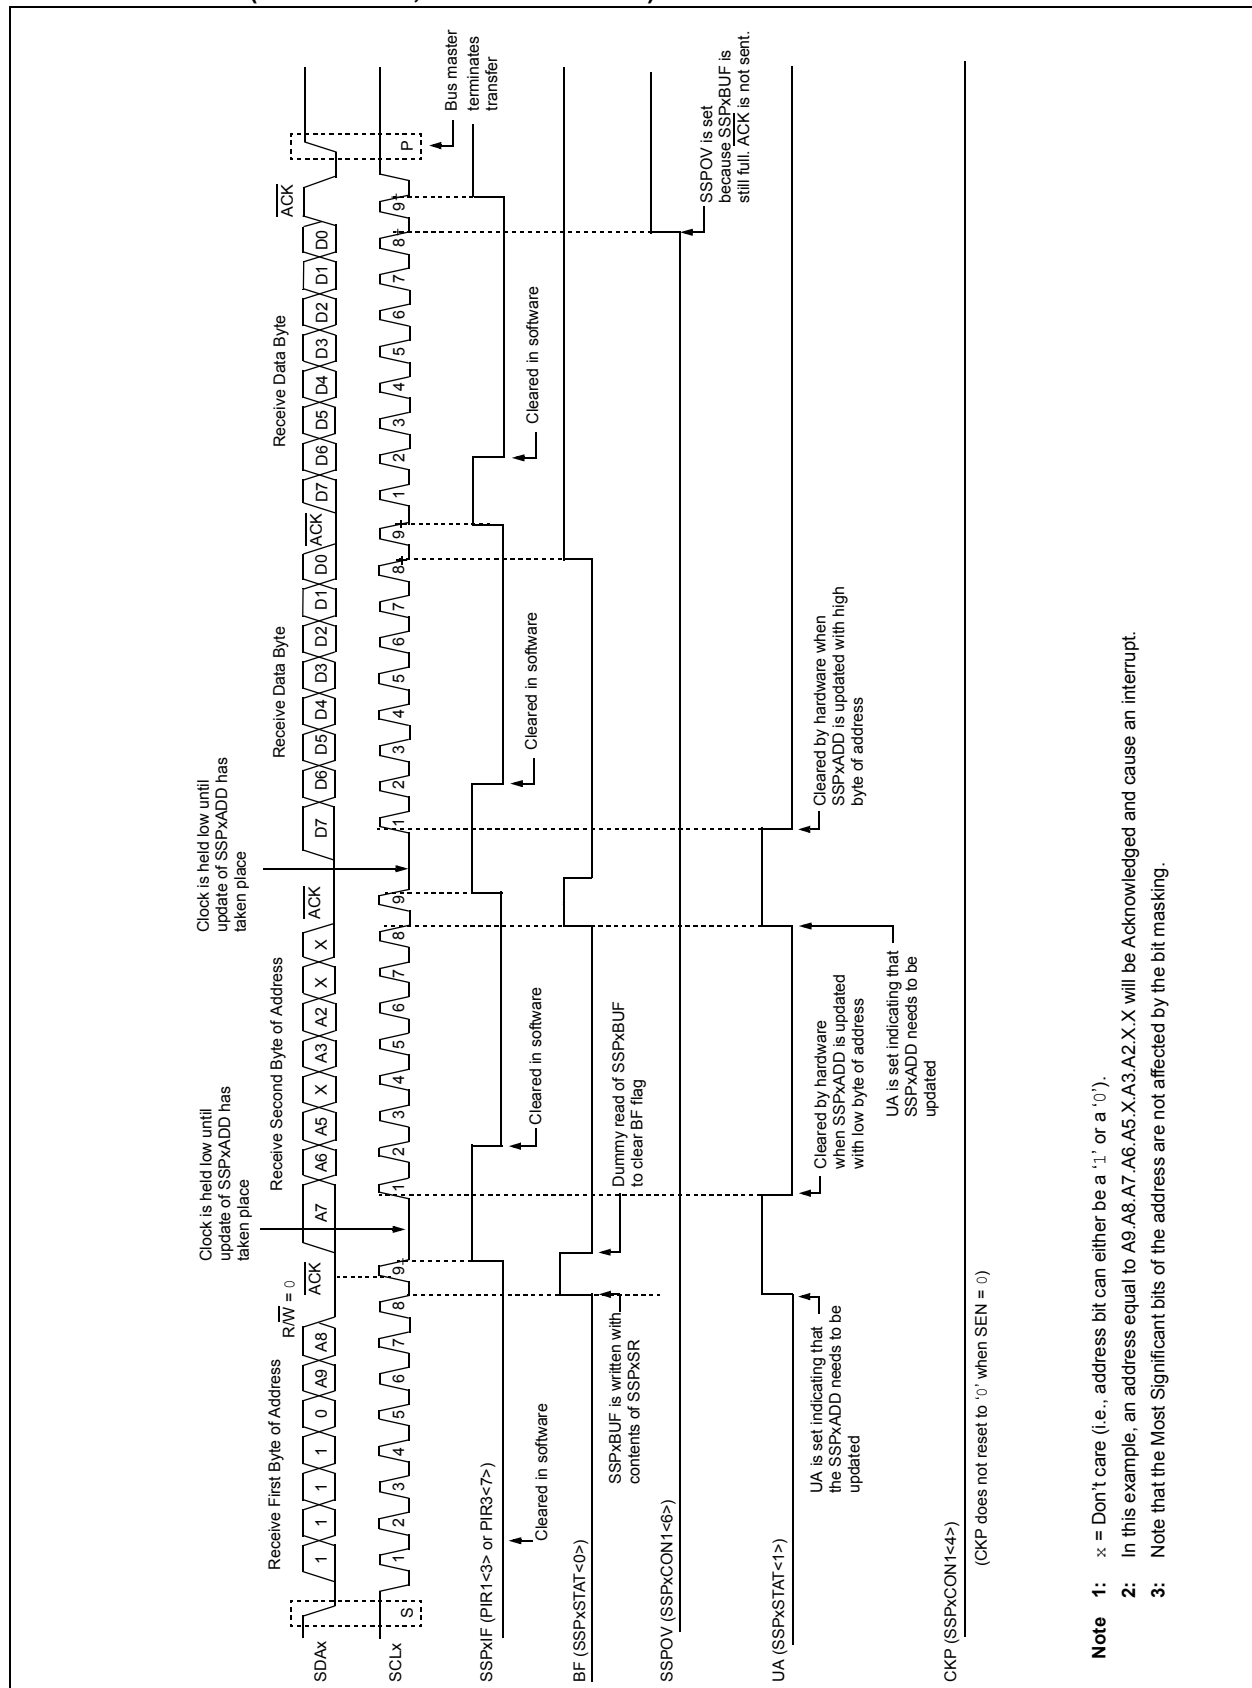 Receive First Byte of Address
R/W = 0
ACK
Clock is held low until
update of SSPxADD has
taken place
Receive Second Byte of Address
ACK
Clock is held low until
update of SSPxADD has
taken place
Receive Data Byte
ACK
Receive Data Byte
ACK
SDAx
1 1 1 1 0 A9 A8
A7 A6 A5 X A3 A2 X X
D7 D6 D5 D4 D3 D2 D1 D0
D7 D6 D5 D4 D3 D2 D1 D0
SCLx
S
1 2 3 4 5 6 7 8 9
1 2 3 4 5 6 7 8 9
1 2 3 4 5 6 7 8 9
1 2 3 4 5 6 7 8 9
P
Bus master
terminates
transfer
SSPxIF (PIR1<3> or PIR3<7>)
Cleared in software
Cleared in software
Cleared in software
Cleared in software
BF (SSPxSTAT<0>)
SSPxBUF is written with
contents of SSPxSR
Dummy read of SSPxBUF
to clear BF flag
SSPOV (SSPxCON1<6>)
SSPOV is set
because SSPxBUF is
still full. ACK is not sent.
UA (SSPxSTAT<1>)
UA is set indicating that
the SSPxADD needs to be
updated
Cleared by hardware
when SSPxADD is updated
with low byte of address
UA is set indicating that
SSPxADD needs to be
updated
Cleared by hardware when
SSPxADD is updated with high
byte of address
CKP (SSPxCON1<4>)
(CKP does not reset to ‘0’ when SEN = 0)
Note 1: x = Don’t care (i.e., address bit can either be a ‘1’ or a ‘0’).
2: In this example, an address equal to A9.A8.A7.A6.A5.X.A3.A2.X.X will be Acknowledged and cause an interrupt.
3: Note that the Most Significant bits of the address are not affected by the bit masking.